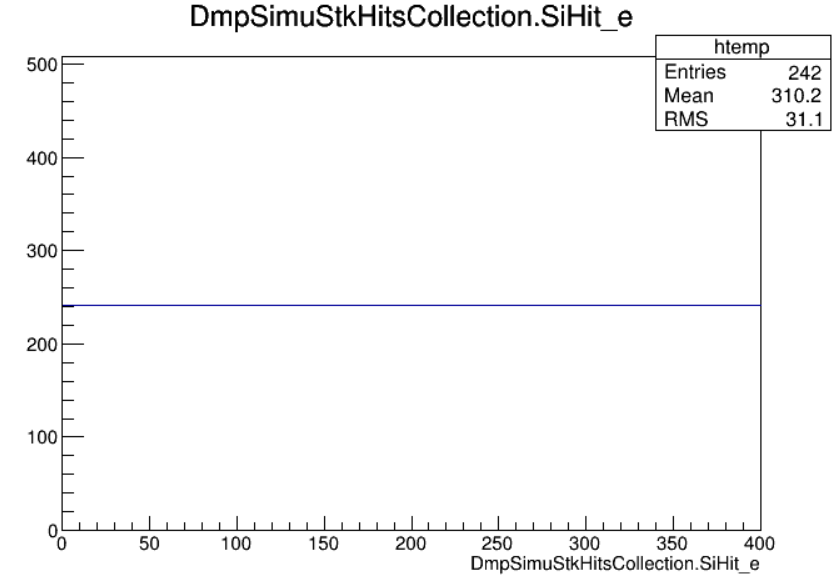 DmpSimuStkHitsCollection.SiHit_e
htemp
Entries 242
Mean 310.2
RMS 31.1
500
400
300
200
100
0
0 50 100 150 200 250 300 350 400
DmpSimuStkHitsCollection.SiHit_e